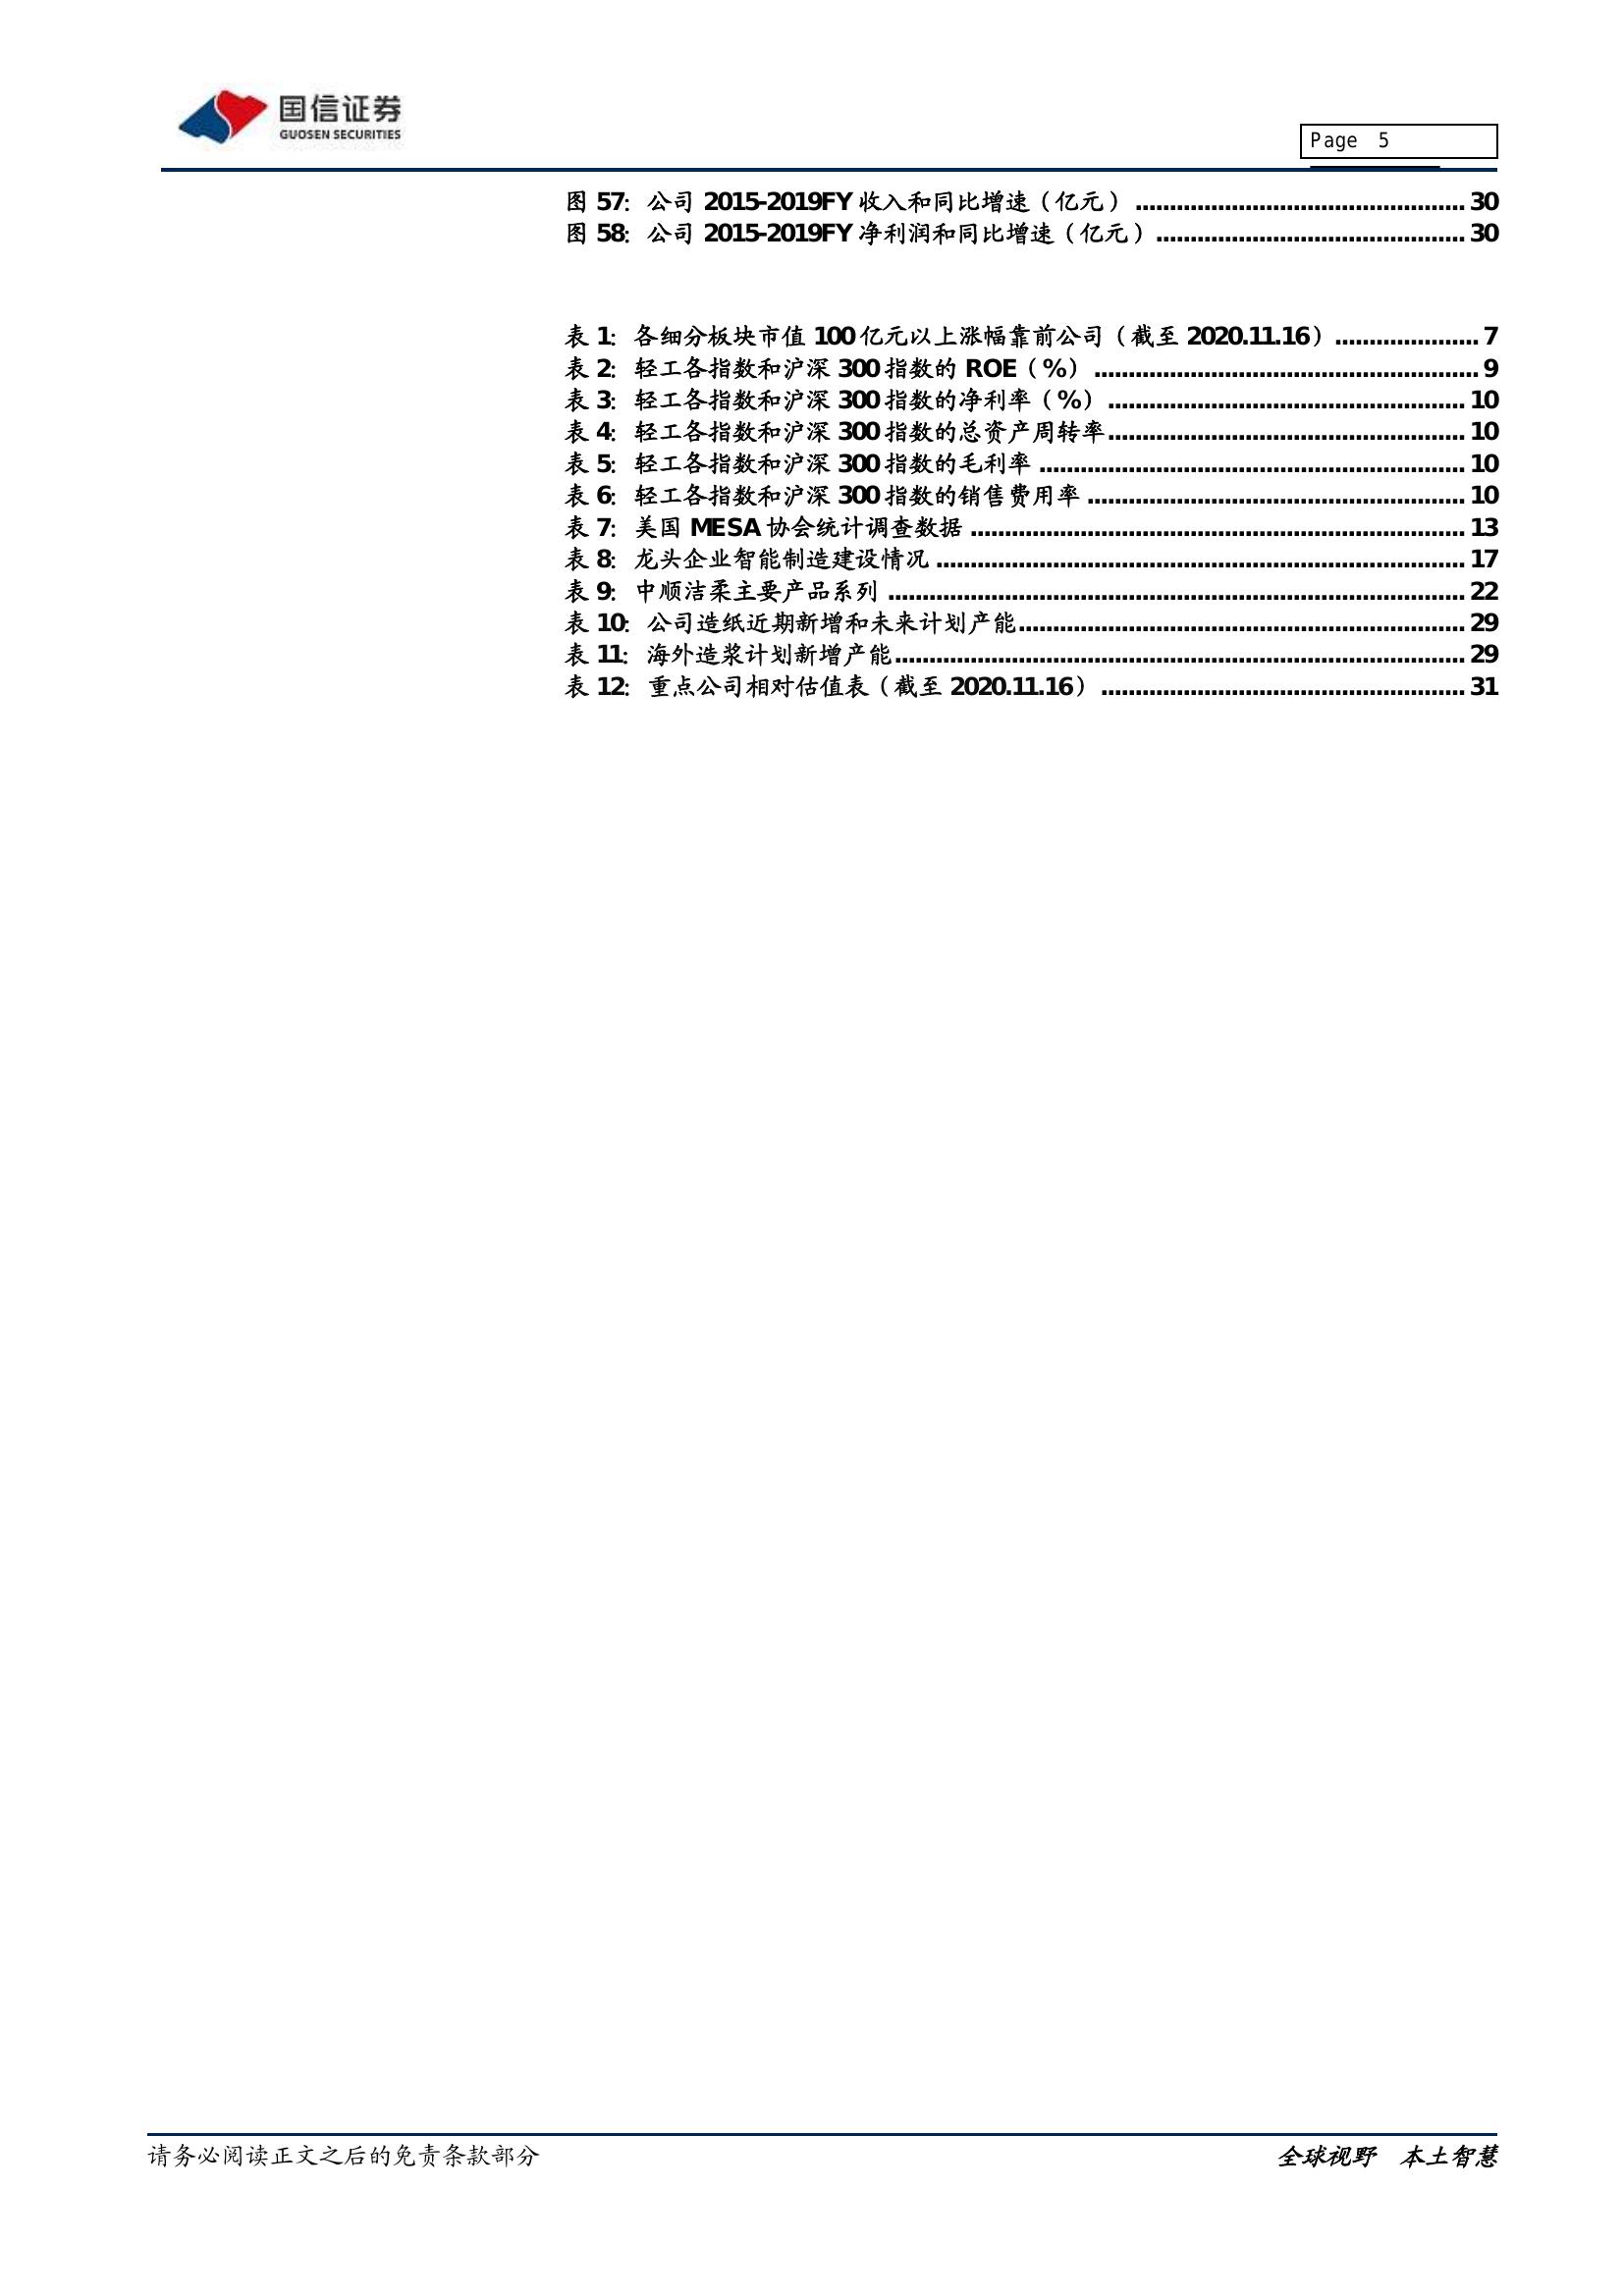 国信证券
GUOSEN SECURITIES
Page 5
图 57：公司 2015-2019FY 收入和同比增速（亿元） ................................................ 30
图 58：公司 2015-2019FY 净利润和同比增速（亿元） ............................................. 30
表 1：各细分板块市值 100 亿元以上涨幅靠前公司（截至 2020.11.16） ..................... 7
表 2：轻工各指数和沪深 300 指数的 ROE（%） ........................................................ 9
表 3：轻工各指数和沪深 300 指数的净利率（%） .................................................... 10
表 4：轻工各指数和沪深 300 指数的总资产周转率.................................................... 10
表 5：轻工各指数和沪深 300 指数的毛利率 .............................................................. 10
表 6：轻工各指数和沪深 300 指数的销售费用率 ....................................................... 10
表 7：美国 MESA 协会统计调查数据 ........................................................................ 13
表 8：龙头企业智能制造建设情况 ............................................................................. 17
表 9：中顺洁柔主要产品系列 .................................................................................... 22
表 10：公司造纸近期新增和未来计划产能................................................................. 29
表 11：海外造浆计划新增产能................................................................................... 29
表 12：重点公司相对估值表（截至 2020.11.16） ..................................................... 31
请务必阅读正文之后的免责条款部分
全球视野 本土智慧